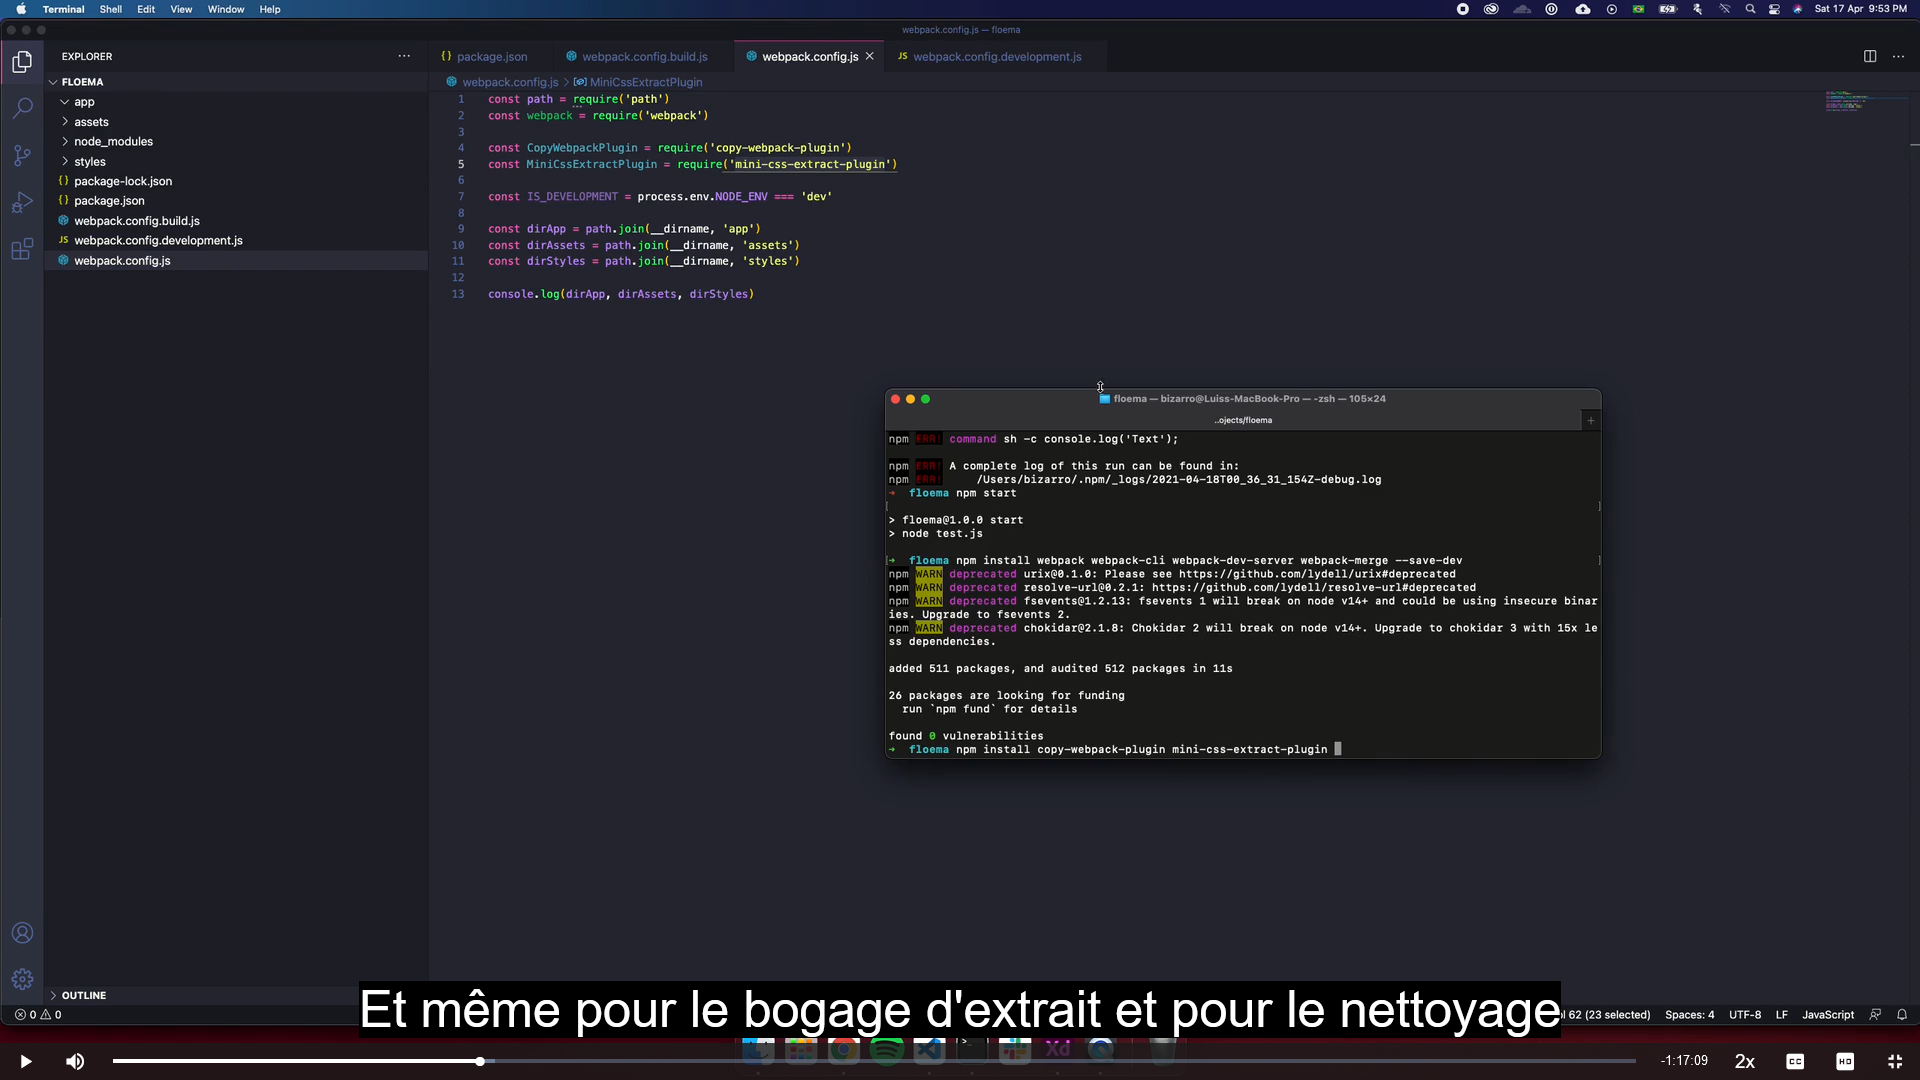 Terminal Shell Edit View Window Help Sat 17 Apr 9:53 PM
webpack.config.js — floema
EXPLORER
package.json webpack.config.build.js webpack.config.js JS webpack.config.development.js
FLOEMA
webpack.config.js > MiniCssExtractPlugin
app
assets
node_modules
styles
{} package-lock.json
{} package.json
webpack.config.build.js
JS webpack.config.development.js
webpack.config.js
1 const path = require('path')
2 const webpack = require('webpack')
3
4 const CopyWebpackPlugin = require('copy-webpack-plugin')
5 const MiniCssExtractPlugin = require('mini-css-extract-plugin')
6
7 const IS_DEVELOPMENT = process.env.NODE_ENV === 'dev'
8
9 const dirApp = path.join(__dirname, 'app')
10 const dirAssets = path.join(__dirname, 'assets')
11 const dirStyles = path.join(__dirname, 'styles')
12
13 console.log(dirApp, dirAssets, dirStyles)
floema — bizarro@Luiss-MacBook-Pro — -zsh — 105×24
..ojects/floema
npm ERR! command sh -c console.log('Text');
npm ERR! A complete log of this run can be found in:
npm ERR! /Users/bizarro/.npm/_logs/2021-04-18T00_36_31_154Z-debug.log
→ floema npm start
> floema@1.0.0 start
> node test.js
→ floema npm install webpack webpack-cli webpack-dev-server webpack-merge --save-dev
npm WARN deprecated urix@0.1.0: Please see https://github.com/lydell/urix#deprecated
npm WARN deprecated resolve-url@0.2.1: https://github.com/lydell/resolve-url#deprecated
npm WARN deprecated fsevents@1.2.13: fsevents 1 will break on node v14+ and could be using insecure binar
ies. Upgrade to fsevents 2.
npm WARN deprecated chokidar@2.1.8: Chokidar 2 will break on node v14+. Upgrade to chokidar 3 with 15x le
ss dependencies.
added 511 packages, and audited 512 packages in 11s
26 packages are looking for funding
run `npm fund` for details
found 0 vulnerabilities
→ floema npm install copy-webpack-plugin mini-css-extract-plugin
OUTLINE
0 0
62 (23 selected) Spaces: 4 UTF-8 LF JavaScript
Et même pour le bogage d'extrait et pour le nettoyage
Xd
-1:17:09 2x CC HD